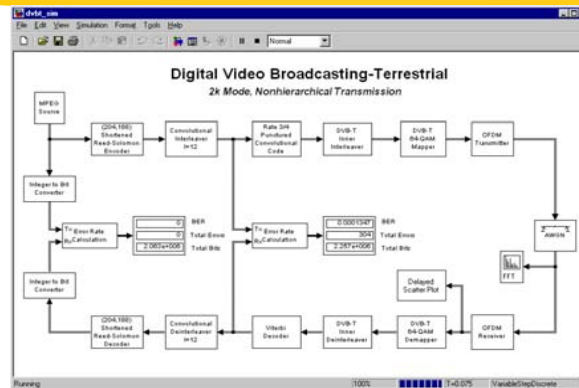 dvbt_sim
File Edit View Simulation Format Tools Help
Normal
Digital Video Broadcasting-Terrestrial
2k Mode, Nonhierarchical Transmission
MPEG
Source
(204,188)
Shortened
Reed-Solomon
Encoder
Convolutional
Interleaver
I=12
Rate 3/4
Punctured
Convolutional
Code
DVB-T
Inner
Interleaver
DVB-T
64-QAM
Mapper
OFDM
Transmitter
Integer to Bit
Converter
Tx
Rx
Error Rate
Calculation
0
0
2.063e+006
BER
Total Errors
Total Bits
Tx
Rx
Error Rate
Calculation
0.0001347
304
2.257e+006
BER
Total Errors
Total Bits
AWGN
FFT
Delayed
Scatter Plot
Integer to Bit
Converter
(204,188)
Shortened
Reed-Solomon
Decoder
Convolutional
Deinterleaver
I=12
Viterbi
Decoder
DVB-T
Inner
Deinterleaver
DVB-T
64-QAM
Demapper
OFDM
Receiver
Running
100%
T=0.075
VariableStepDiscrete